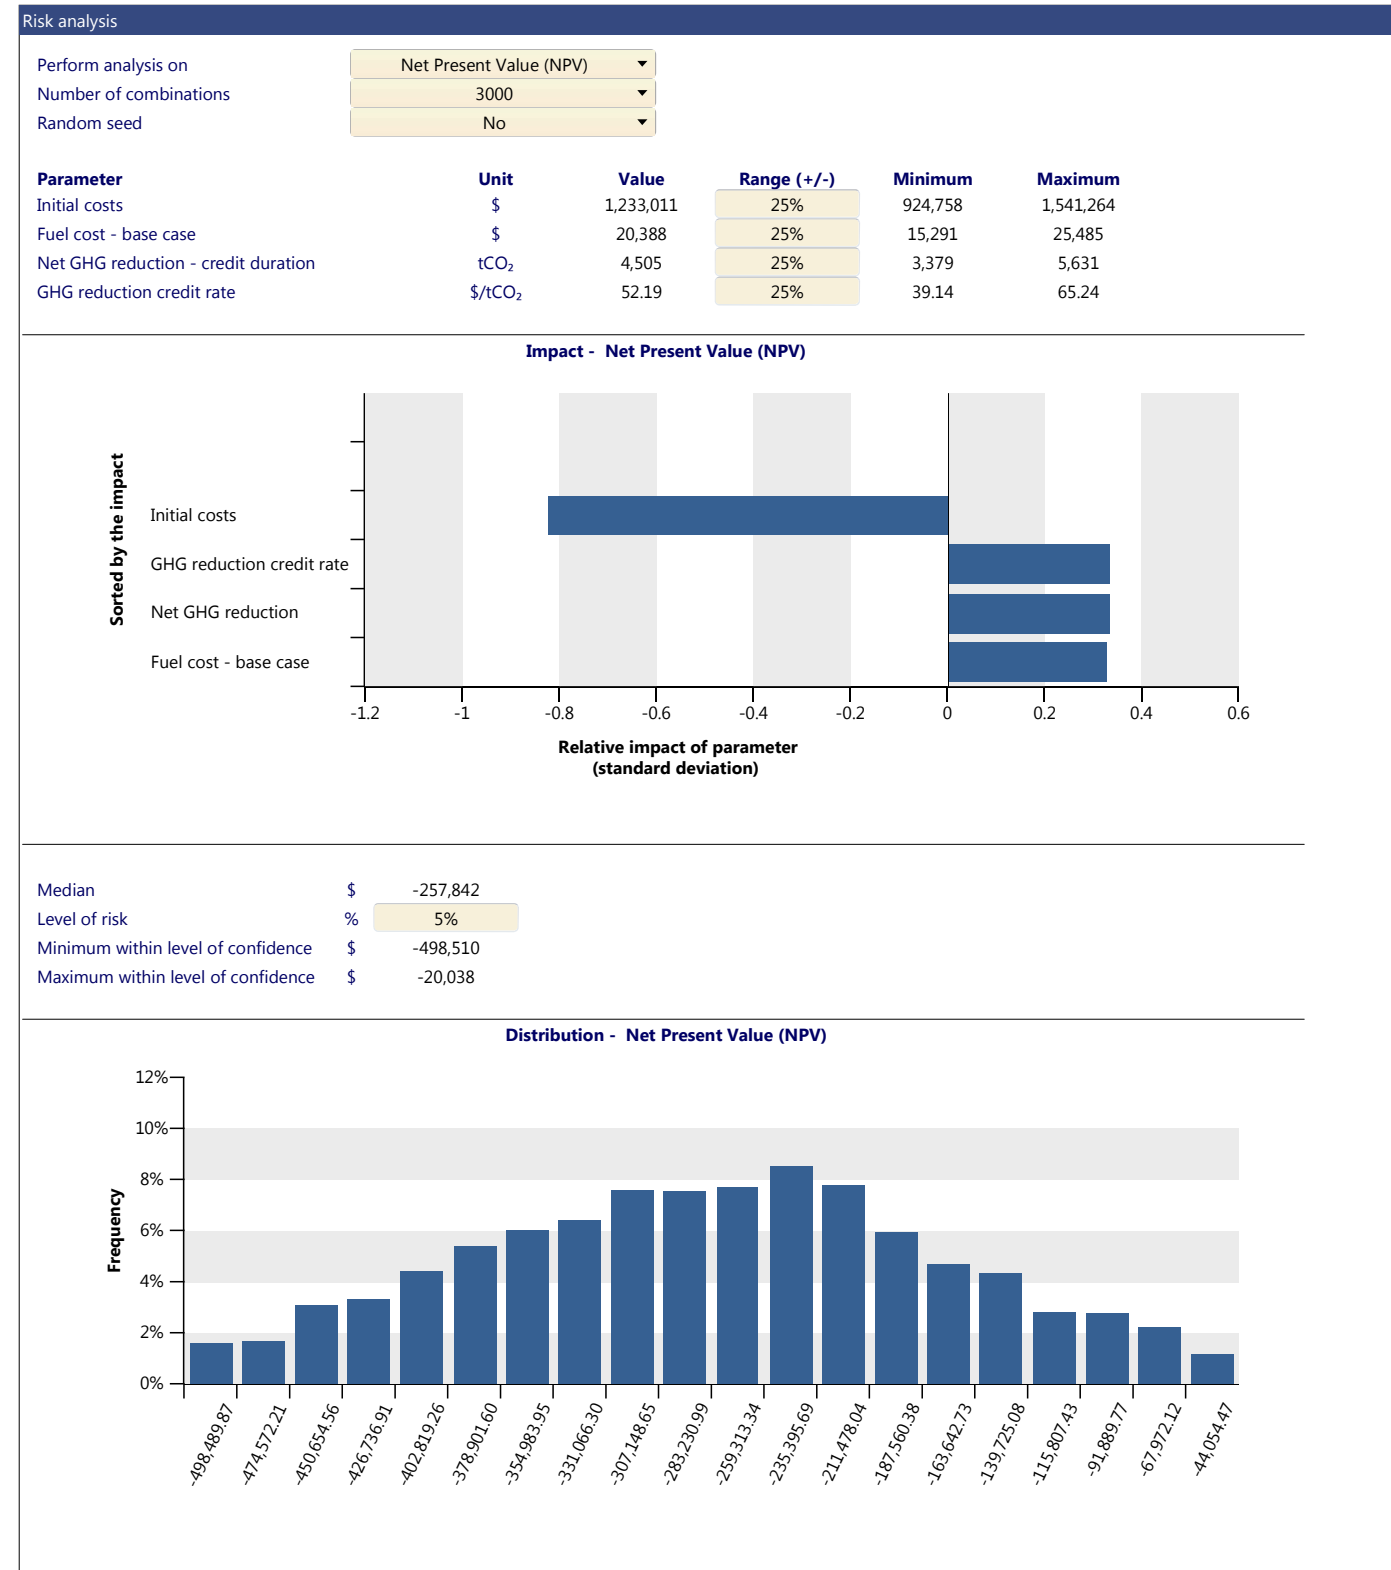 Risk analysis
Perform analysis on Net Present Value (NPV)
Number of combinations 3000
Random seed No
Parameter Unit Value Range (+/-) Minimum Maximum
Initial costs $ 1,233,011 25% 924,758 1,541,264
Fuel cost - base case $ 20,388 25% 15,291 25,485
Net GHG reduction - credit duration tCO₂ 4,505 25% 3,379 5,631
GHG reduction credit rate $/tCO₂ 52.19 25% 39.14 65.24
Impact - Net Present Value (NPV)
Sorted by the impact
Initial costs
GHG reduction credit rate
Net GHG reduction
Fuel cost - base case
-1.2 -1 -0.8 -0.6 -0.4 -0.2 0 0.2 0.4 0.6
Relative impact of parameter
(standard deviation)
Median $ -257,842
Level of risk % 5%
Minimum within level of confidence $ -498,510
Maximum within level of confidence $ -20,038
Distribution - Net Present Value (NPV)
Frequency
12%
10%
8%
6%
4%
2%
0%
-498,489.87 -474,572.21 -450,654.56 -426,736.91 -402,819.26 -378,901.60 -354,983.95 -331,066.30 -307,148.65 -283,230.99 -259,313.34 -235,395.69 -211,478.04 -187,560.38 -163,642.73 -139,725.08 -115,807.43 -91,889.77 -67,972.12 -44,054.47